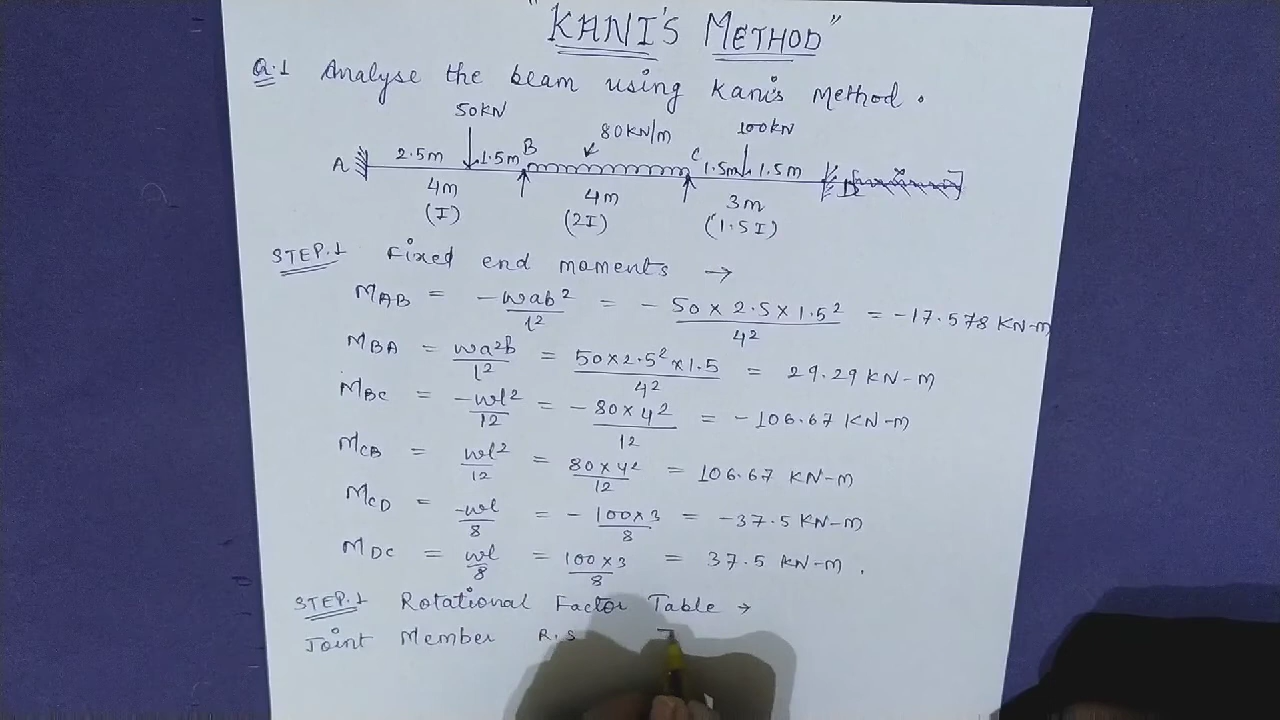 "KANI'S METHOD"
Q.1 Analyse the beam using Kani's Method.
50KN 80KN/m 100KN
A 2.5m 1.5m B C 1.5m 1.5m
4m 4m 3m
(I) (2I) (1.5I)
STEP.1 Fixed end moments →
MAB = -wab²/l² = - 50 × 2.5 × 1.5²/4² = -17.578 KN-m
MBA = wa²b/l² = 50×2.5²×1.5/4² = 29.29 KN-m
MBC = -wl²/12 = - 80×4²/12 = - 106.67 KN-m
MCB = wl²/12 = 80×4²/12 = 106.67 KN-m
MCD = -wl/8 = - 100×3/8 = -37.5 KN-m
MDC = wl/8 = 100×3/8 = 37.5 KN-m.
STEP.1 Rotational Factor Table →
Joint Member R.S